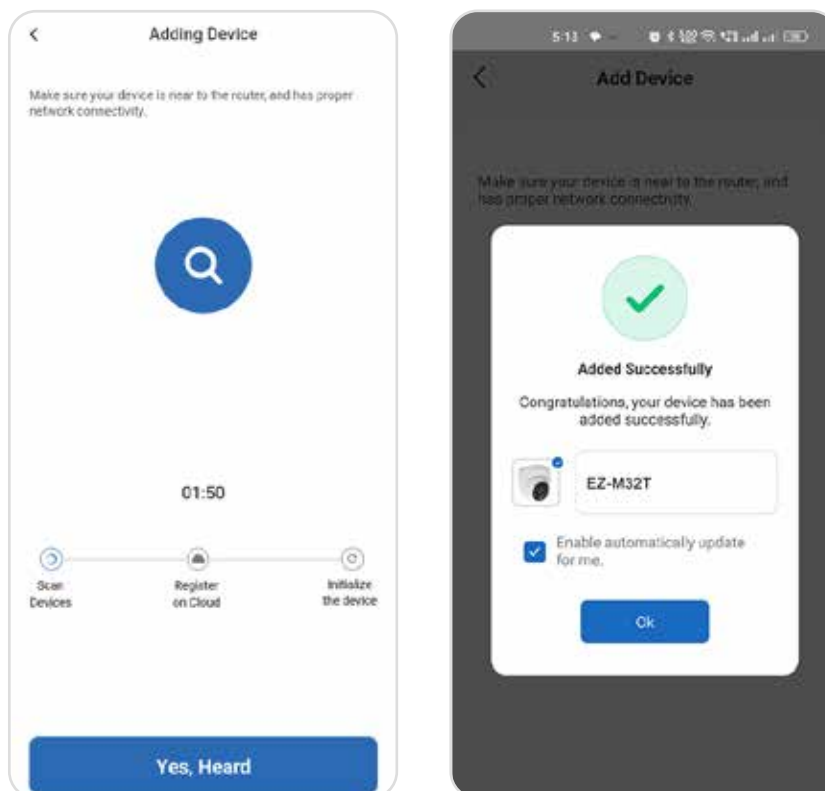 Adding Device
Make sure your device is near to the router, and has proper
network connectivity.
01:50
Scan
Devices
Register
on Cloud
Initialize
the device
Yes, Heard
5:13
Add Device
Make sure your device is near to the router, and
has proper network connectivity.
Added Successfully
Congratulations, your device has been
added successfully.
EZ-M32T
Enable automatically update
for me.
Ok